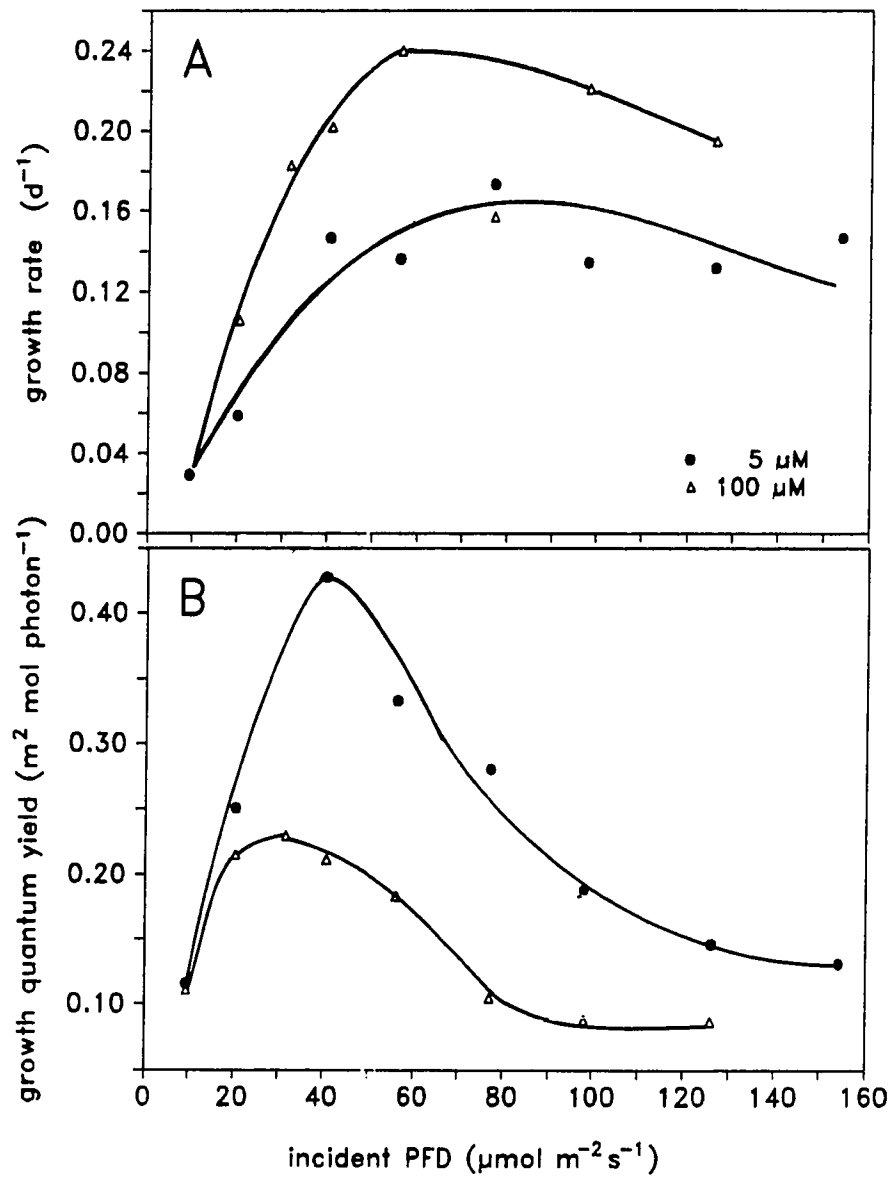 A
0.24
0.20
0.16
0.12
0.08
0.04
0.00
growth rate (d⁻¹)
5 μM
100 μM
B
0.40
0.30
0.20
0.10
growth quantum yield (m² mol photon⁻¹)
0 20 40 60 80 100 120 140 160
incident PFD (μmol m⁻² s⁻¹)